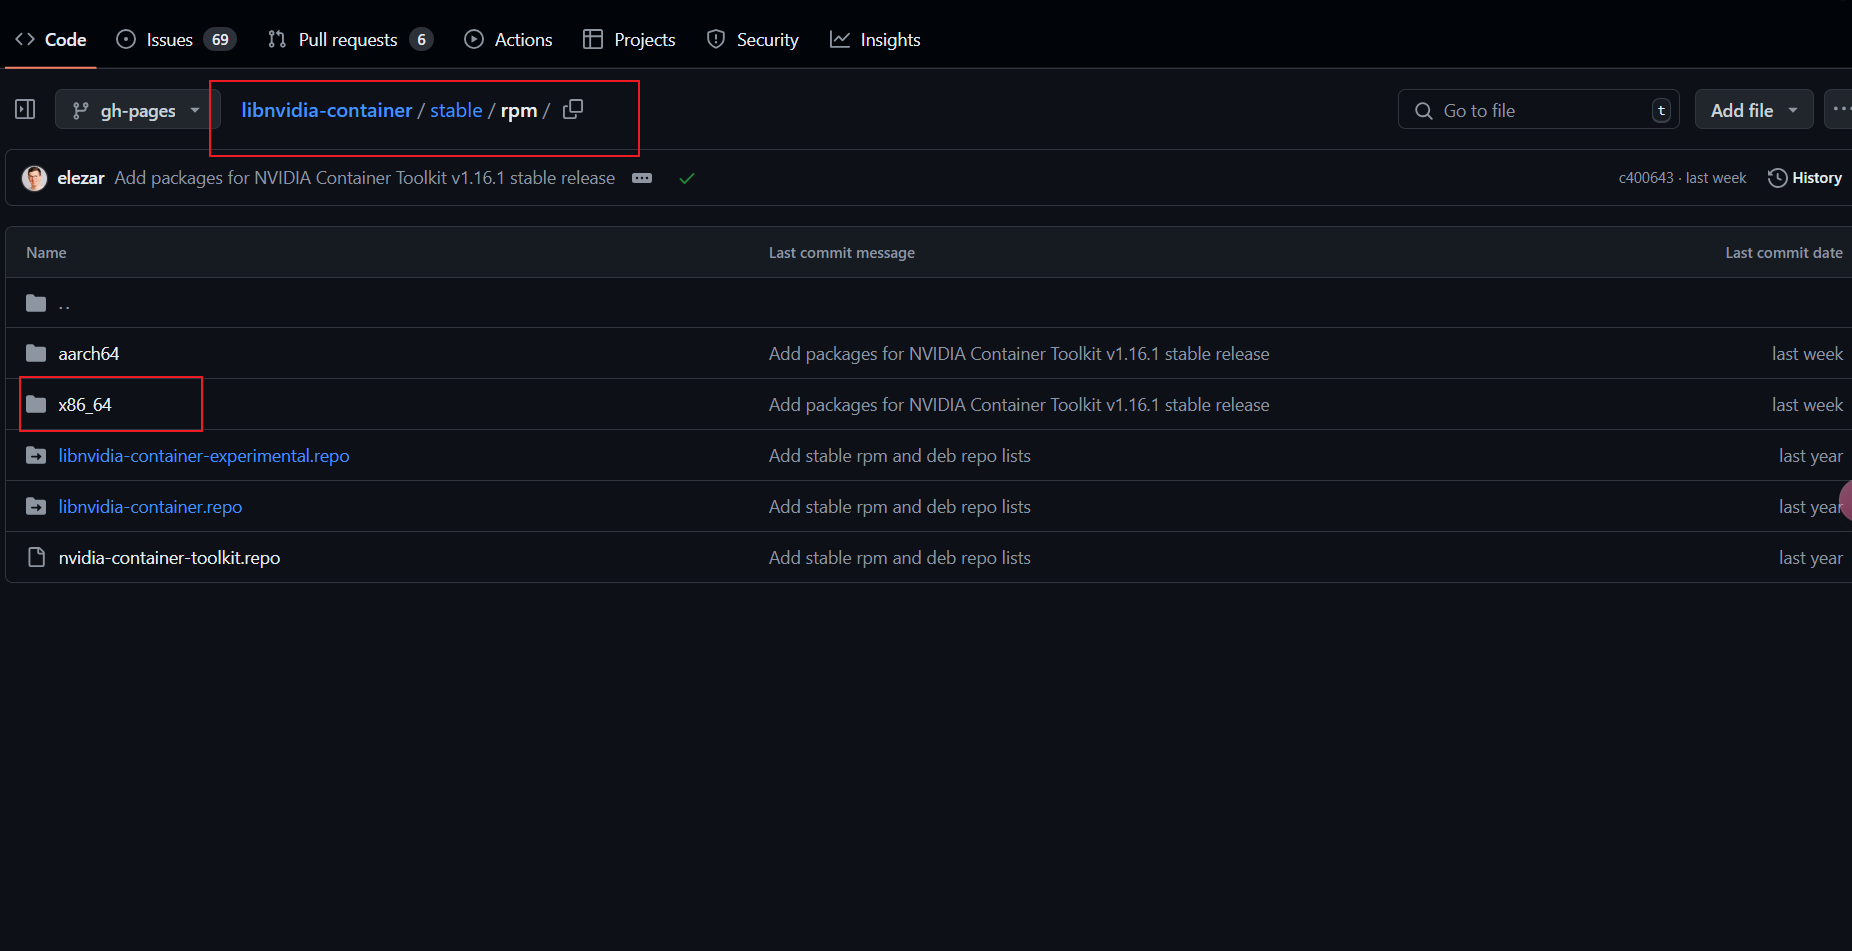 Code Issues 69 Pull requests 6 Actions Projects Security Insights
gh-pages libnvidia-container / stable / rpm / Go to file t Add file
elezar Add packages for NVIDIA Container Toolkit v1.16.1 stable release c400643 · last week History
Name Last commit message Last commit date
..
aarch64 Add packages for NVIDIA Container Toolkit v1.16.1 stable release last week
x86_64 Add packages for NVIDIA Container Toolkit v1.16.1 stable release last week
libnvidia-container-experimental.repo Add stable rpm and deb repo lists last year
libnvidia-container.repo Add stable rpm and deb repo lists last year
nvidia-container-toolkit.repo Add stable rpm and deb repo lists last year